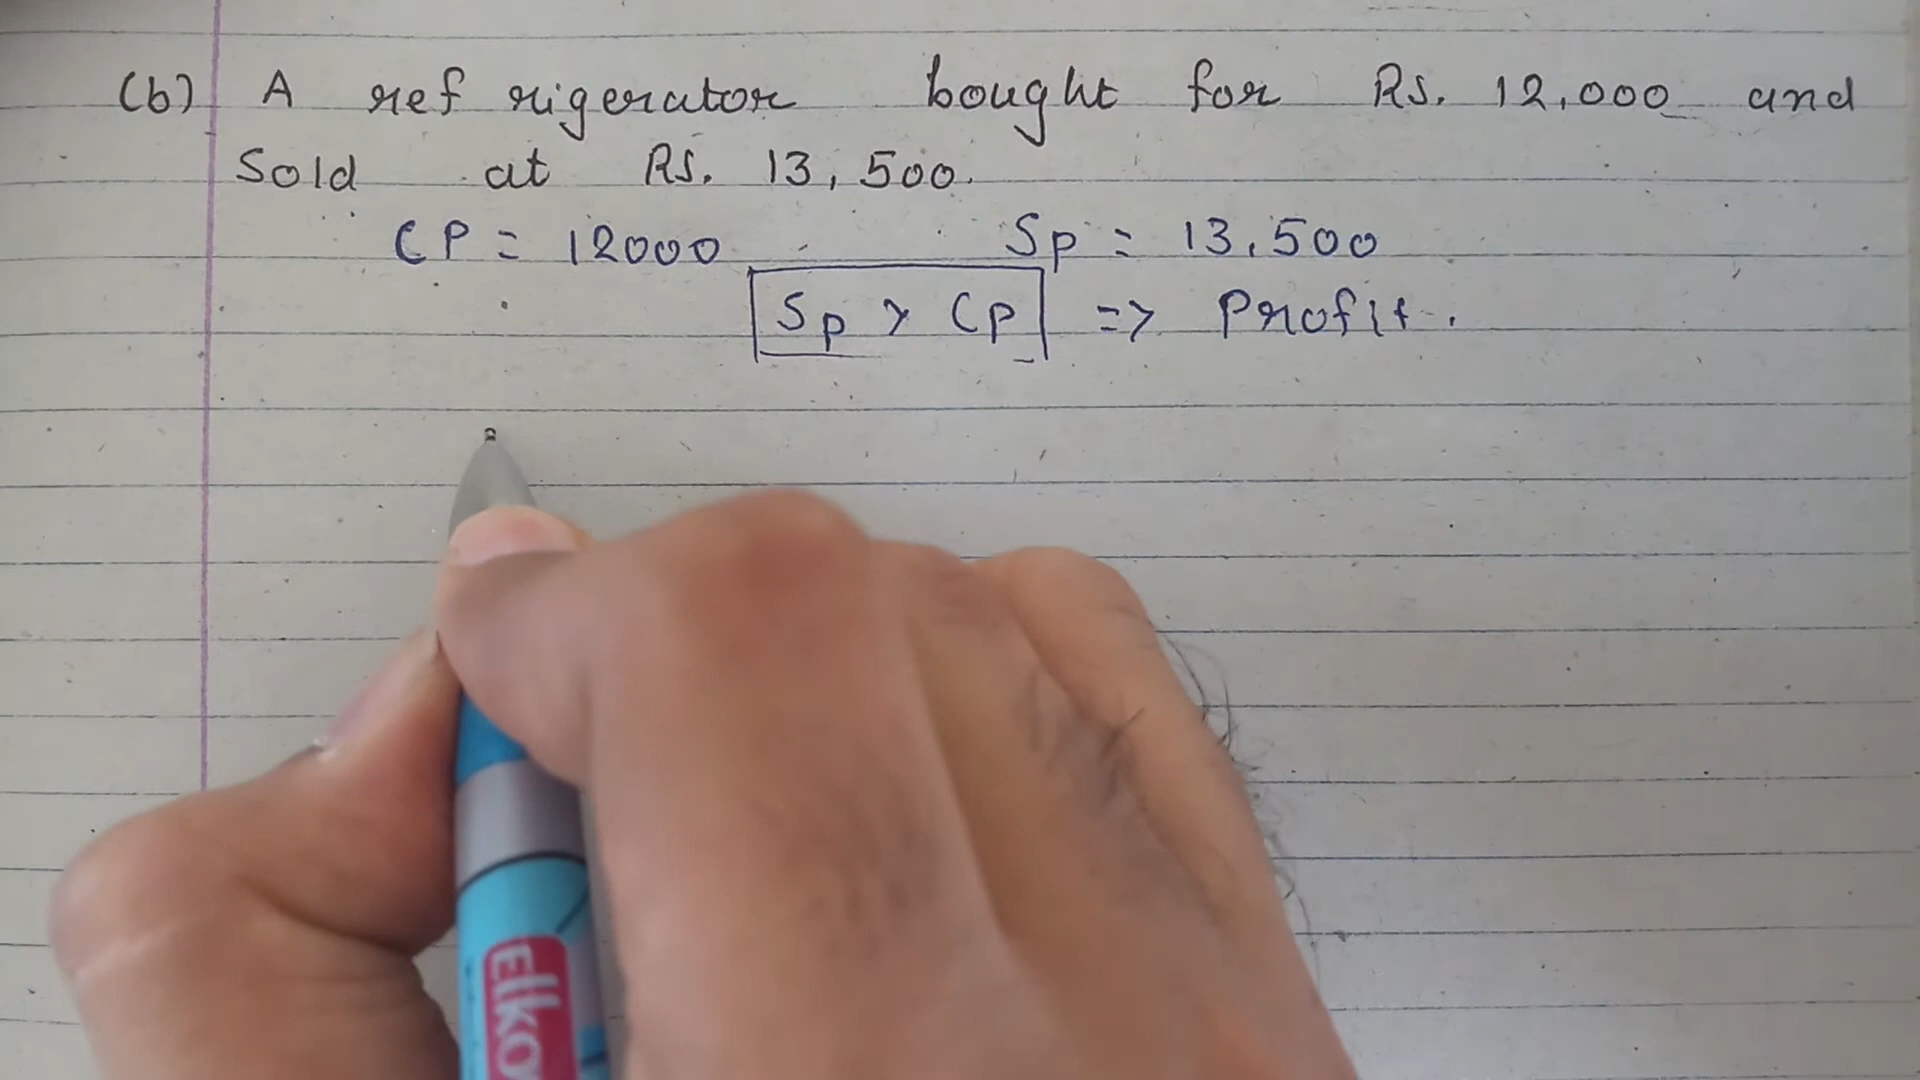 (b) A refrigerator bought for Rs. 12,000 and
Sold at Rs. 13,500.
CP = 12000 Sp = 13,500
Sp > Cp => Profit.
elko